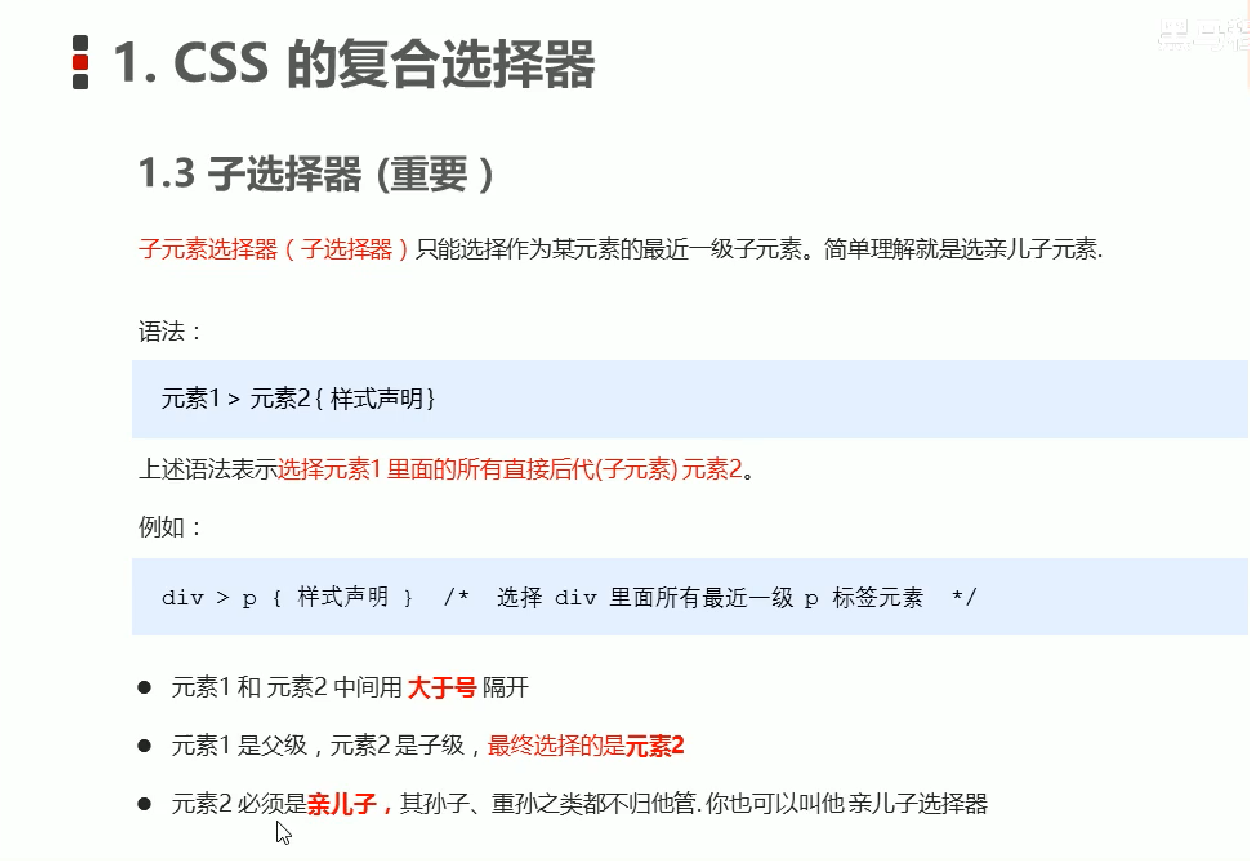 1. CSS 的复合选择器
1.3 子选择器 (重要）
子元素选择器（子选择器）只能选择作为某元素的最近一级子元素。简单理解就是选亲儿子元素.
语法：
元素1 > 元素2{ 样式声明}
上述语法表示选择元素1 里面的所有直接后代(子元素) 元素2。
例如：
div > p { 样式声明 } /* 选择 div 里面所有最近一级 p 标签元素 */
● 元素1 和 元素2 中间用 大于号 隔开
● 元素1 是父级，元素2 是子级，最终选择的是元素2
● 元素2 必须是亲儿子，其孙子、重孙之类都不归他管. 你也可以叫他 亲儿子选择器